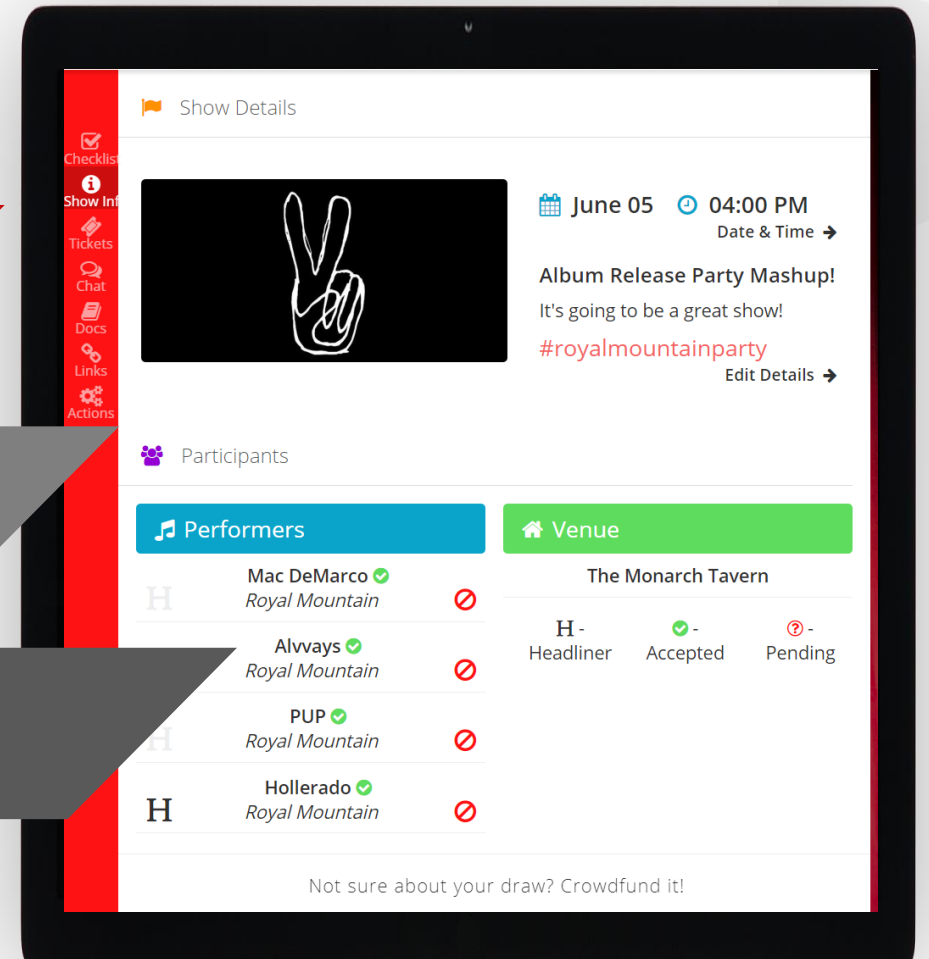 Show Details
Checklist
Show Inf
Tickets
Chat
Docs
Links
Actions
June 05 04:00 PM
Date & Time →
Album Release Party Mashup!
It's going to be a great show!
#royalmountainparty
Edit Details →
Participants
Performers
Mac DeMarco
H
Royal Mountain
Alvvays
Royal Mountain
PUP
H
Royal Mountain
Hollerado
H
Royal Mountain
Venue
The Monarch Tavern
H - - ? -
Headliner Accepted Pending
Not sure about your draw? Crowdfund it!